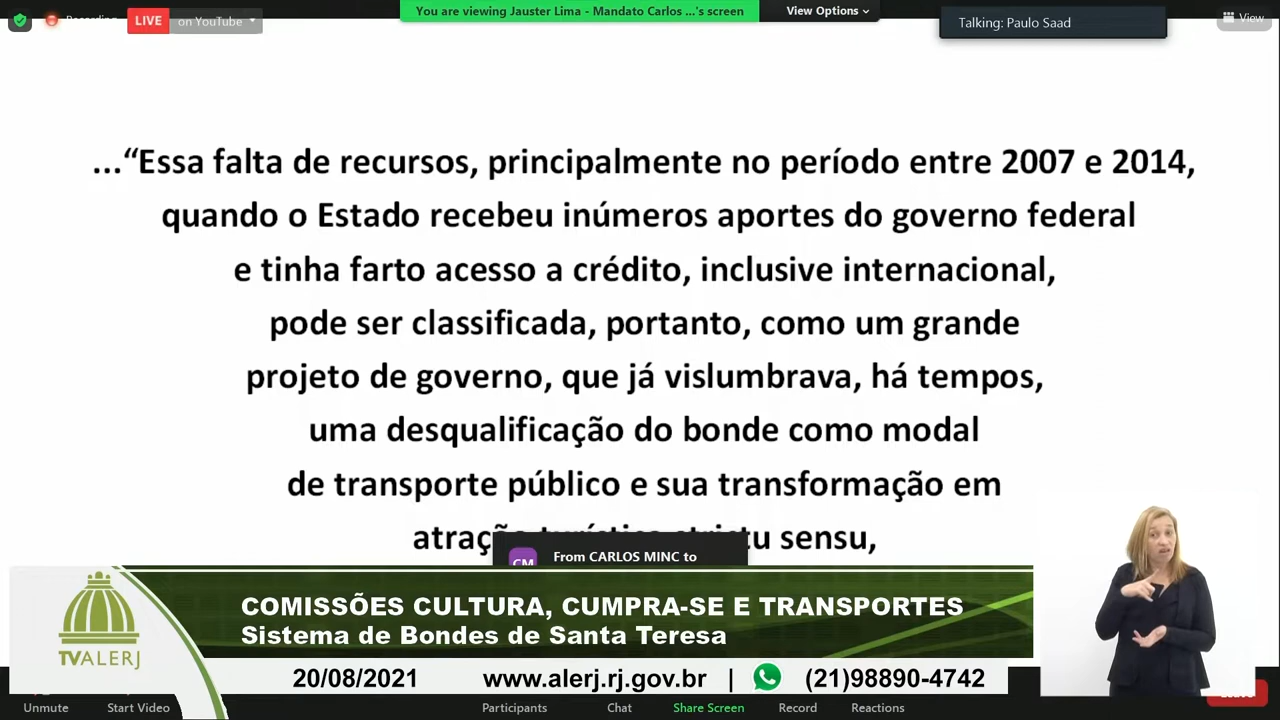 Recording
LIVE
on YouTube
You are viewing Jauster Lima - Mandato Carlos ...'s screen
View Options
Talking: Paulo Saad
View
..."Essa falta de recursos, principalmente no período entre 2007 e 2014,
quando o Estado recebeu inúmeros aportes do governo federal
e tinha farto acesso a crédito, inclusive internacional,
pode ser classificada, portanto, como um grande
projeto de governo, que já vislumbrava, há tempos,
uma desqualificação do bonde como modal
de transporte público e sua transformação em
sensu,
From CARLOS MINC to
CM
COMISSÕES CULTURA, CUMPRA-SE E TRANSPORTES
Sistema de Bondes de Santa Teresa
TVALERJ
20/08/2021 www.alerj.rj.gov.br | (21)98890-4742
Unmute
Start Video
Participants
Chat
Share Screen
Record
Reactions